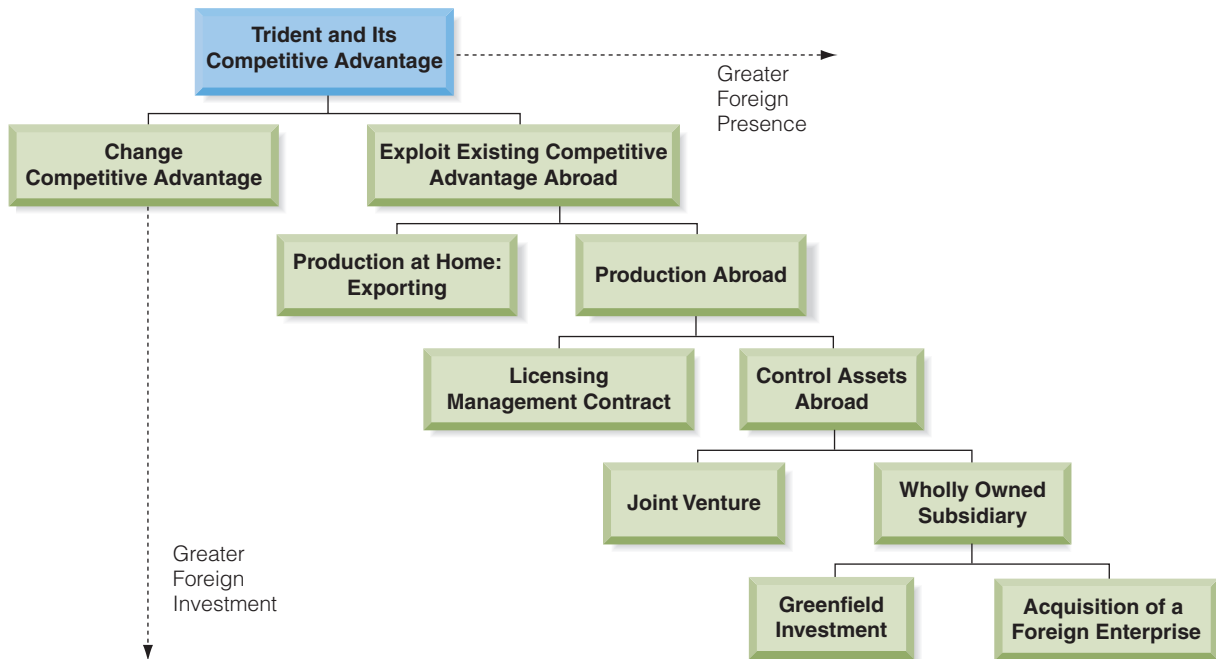 Trident and Its
Competitive Advantage
Greater
Foreign
Presence
Change
Competitive Advantage
Exploit Existing Competitive
Advantage Abroad
Production at Home:
Exporting
Production Abroad
Licensing
Management Contract
Control Assets
Abroad
Joint Venture
Wholly Owned
Subsidiary
Greater
Foreign
Investment
Greenfield
Investment
Acquisition of a
Foreign Enterprise